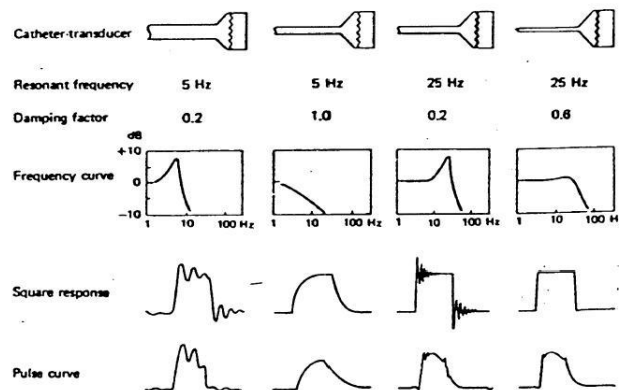 Catheter-transducer
Resonant frequency 5 Hz 5 Hz 25 Hz 25 Hz
Damping factor 0.2 1.0 0.2 0.6
dB
+10
Frequency curve 0
-10
1 10 100 Hz 1 10 100 Hz 1 10 100 Hz 1 10 100 Hz
Square response
Pulse curve